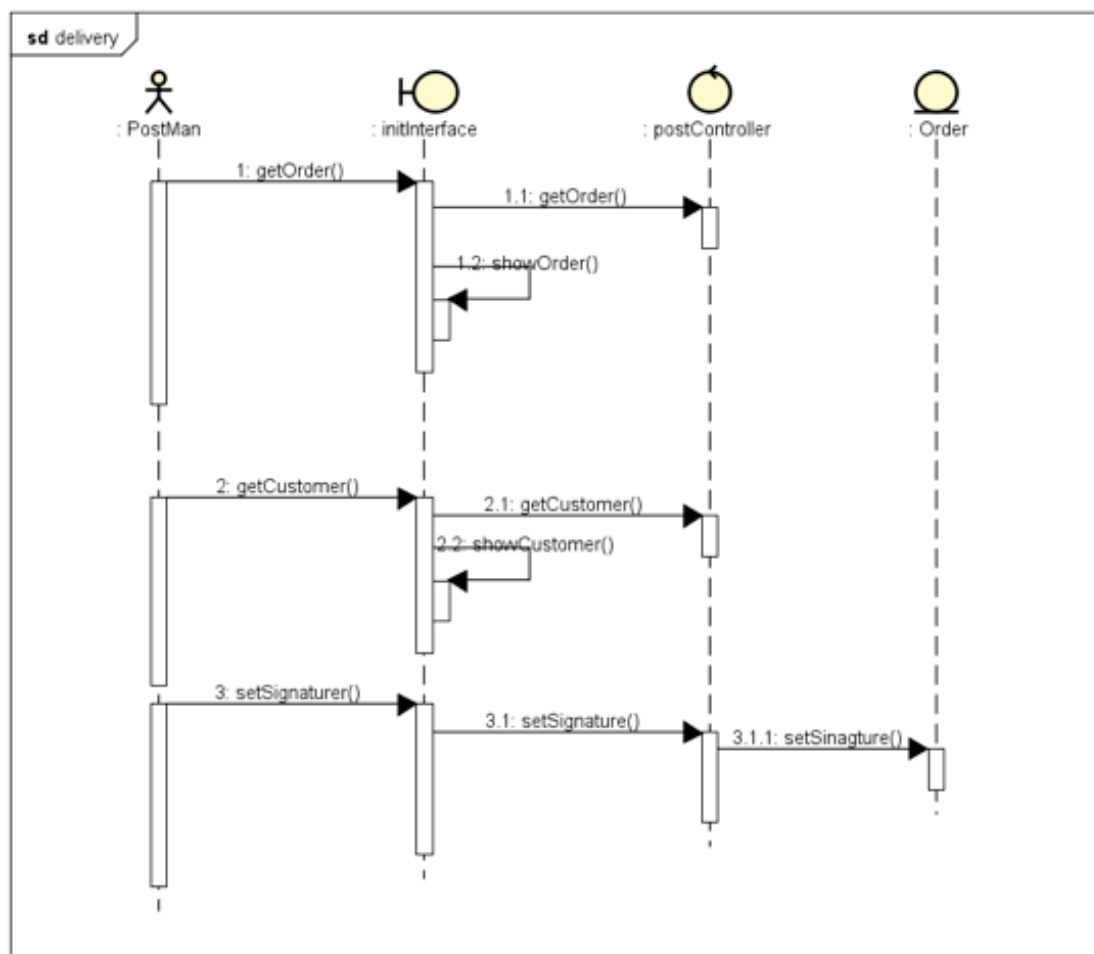 sd delivery
: PostMan
: initInterface
: postController
: Order
1: getOrder()
1.1: getOrder()
1.2: showOrder()
2: getCustomer()
2.1: getCustomer()
2.2: showCustomer()
3: setSignaturer()
3.1: setSignature()
3.1.1: setSinagture()